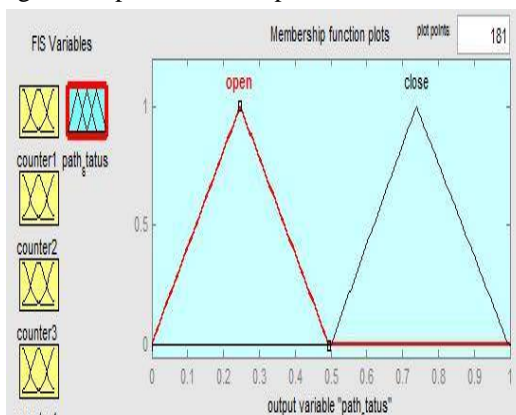 FIS Variables
Membership function plots
plot points:
181
open
close
counter1
path_status
counter2
counter3
1
0.5
0
0 0.1 0.2 0.3 0.4 0.5 0.6 0.7 0.8 0.9 1
output variable "path_status"